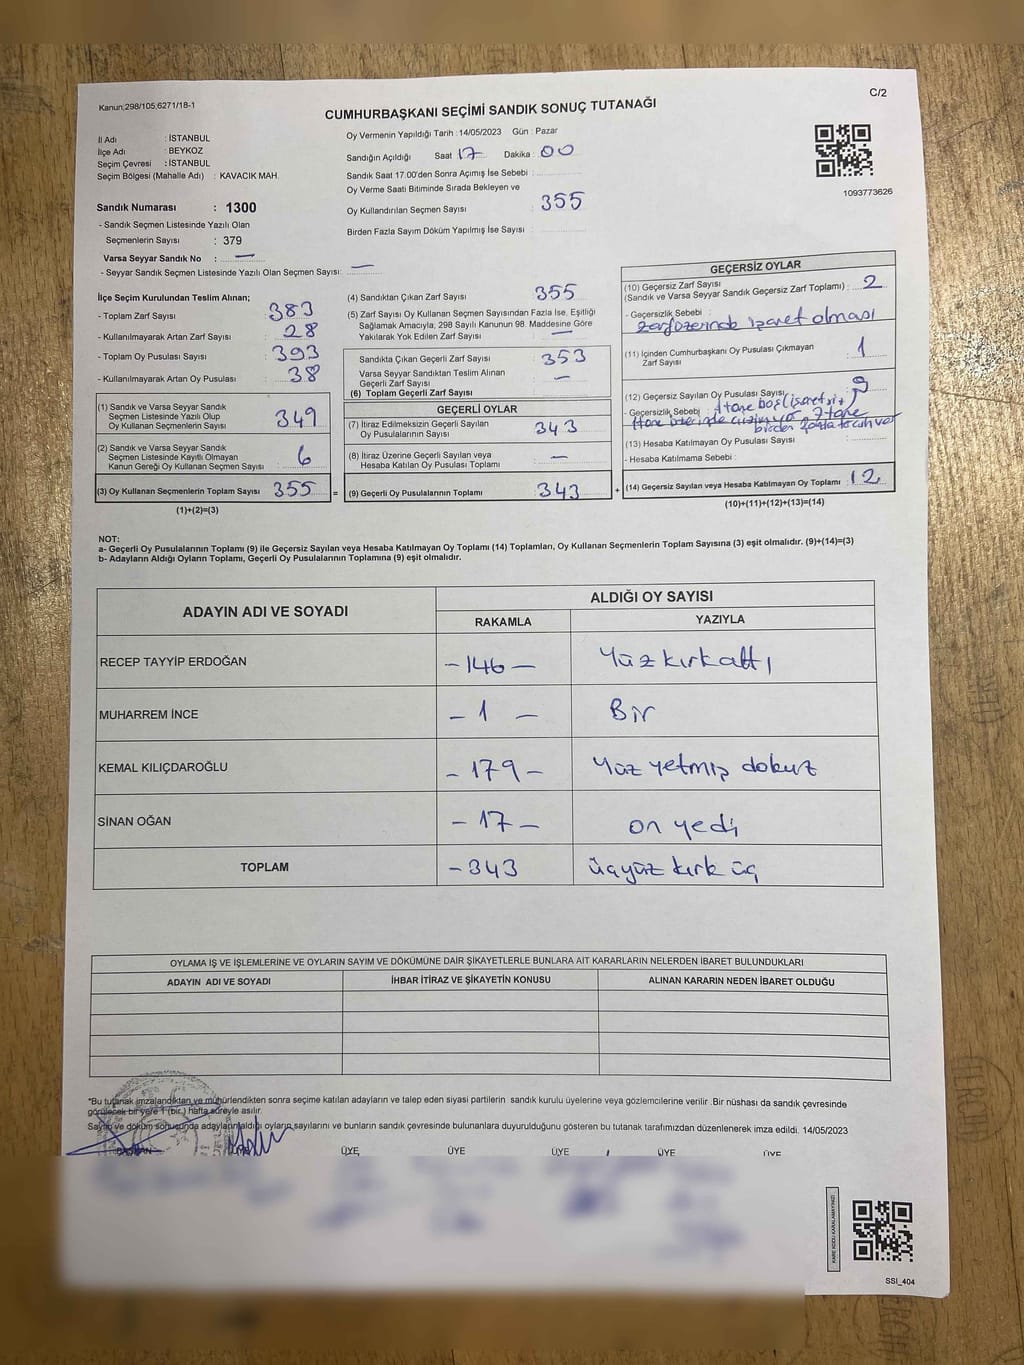 Kanun;298/105;6271/18-1
C/2
CUMHURBAŞKANI SEÇİMİ SANDIK SONUÇ TUTANAĞI
İl Adı : İSTANBUL
İlçe Adı : BEYKOZ
Seçim Çevresi : İSTANBUL
Seçim Bölgesi (Mahalle Adı) : KAVACIK MAH.
Oy Vermenin Yapıldığı Tarih : 14/05/2023 Gün : Pazar
Sandığın Açıldığı Saat 17 Dakika : 00
Sandık Saat 17.00'den Sonra Açımış İse Sebebi :
Oy Verme Saati Bitiminde Sırada Bekleyen ve
Oy Kullandırılan Seçmen Sayısı : 355
Birden Fazla Sayım Döküm Yapılmış İse Sayısı :
1093773626
Sandık Numarası : 1300
- Sandık Seçmen Listesinde Yazılı Olan
Seçmenlerin Sayısı : 379
Varsa Seyyar Sandık No : —
- Seyyar Sandık Seçmen Listesinde Yazılı Olan Seçmen Sayısı: —
İlçe Seçim Kurulundan Teslim Alınan;
- Toplam Zarf Sayısı : 383
- Kullanılmayarak Artan Zarf Sayısı : 28
- Toplam Oy Pusulası Sayısı : 393
- Kullanılmayarak Artan Oy Pusulası : 38
(1) Sandık ve Varsa Seyyar Sandık
Seçmen Listesinde Yazılı Olup
Oy Kullanan Seçmenlerin Sayısı : 349
(2) Sandık ve Varsa Seyyar Sandık
Seçmen Listesinde Kayıtlı Olmayan
Kanun Gereği Oy Kullanan Seçmen Sayısı : 6
(3) Oy Kullanan Seçmenlerin Toplam Sayısı : 355
(1)+(2)=(3)
(4) Sandıktan Çıkan Zarf Sayısı : 355
(5) Zarf Sayısı Oy Kullanan Seçmen Sayısından Fazla İse, Eşitliği
Sağlamak Amacıyla, 298 Sayılı Kanunun 98. Maddesine Göre
Yakılarak Yok Edilen Zarf Sayısı : —
Sandıkta Çıkan Geçerli Zarf Sayısı : 353
Varsa Seyyar Sandıktan Teslim Alınan
Geçerli Zarf Sayısı : —
(6) Toplam Geçerli Zarf Sayısı
GEÇERLİ OYLAR
(7) İtiraz Edilmeksizin Geçerli Sayılan
Oy Pusulalarının Sayısı : 343
(8) İtiraz Üzerine Geçerli Sayılan veya
Hesaba Katılan Oy Pusulası Toplamı : —
= (9) Geçerli Oy Pusulalarının Toplamı : 343 +
GEÇERSİZ OYLAR
(10) Geçersiz Zarf Sayısı
(Sandık ve Varsa Seyyar Sandık Geçersiz Zarf Toplamı) : 2
- Geçersizlik Sebebi :
zarf üzerinde işaret olması
(11) İçinden Cumhurbaşkanı Oy Pusulası Çıkmayan
Zarf Sayısı : 1
(12) Geçersiz Sayılan Oy Pusulası Sayısı : 9
Geçersizlik Sebebi : 1 tane boş (işaretsiz)
1 tane üzerinde çizim var 7 tane
birden fazla tercih var
(13) Hesaba Katılmayan Oy Pusulası Sayısı :
- Hesaba Katılmama Sebebi :
(14) Geçersiz Sayılan veya Hesaba Katılmayan Oy Toplamı : 12
(10)+(11)+(12)+(13)=(14)
NOT:
a- Geçerli Oy Pusulalarının Toplamı (9) ile Geçersiz Sayılan veya Hesaba Katılmayan Oy Toplamı (14) Toplamları, Oy Kullanan Seçmenlerin Toplam Sayısına (3) eşit olmalıdır. (9)+(14)=(3)
b- Adayların Aldığı Oyların Toplamı, Geçerli Oy Pusulalarının Toplamına (9) eşit olmalıdır.
ADAYIN ADI VE SOYADI
ALDIĞI OY SAYISI
RAKAMLA YAZIYLA
RECEP TAYYİP ERDOĞAN - 146 — Yüz kırk altı
MUHARREM İNCE - 1 — Bir
KEMAL KILIÇDAROĞLU - 179 - Yüz yetmiş dokuz
SİNAN OĞAN - 17 - on yedi
TOPLAM - 343 üçyüz kırk üç
OYLAMA İŞ VE İŞLEMLERİNE VE OYLARIN SAYIM VE DÖKÜMÜNE DAİR ŞİKAYETLERLE BUNLARA AİT KARARLARIN NELERDEN İBARET BULUNDUKLARI
ADAYIN ADI VE SOYADI İHBAR İTİRAZ VE ŞİKAYETİN KONUSU ALINAN KARARIN NEDEN İBARET OLDUĞU
*Bu tutanak imzalandıktan ve mühürlendikten sonra seçime katılan adayların ve talep eden siyasi partilerin sandık kurulu üyelerine veya gözlemcilerine verilir .Bir nüshası da sandık çevresinde
görülecek bir yere 1 (bir.) hafta süreyle asılır.
Sayım ve döküm sonucunda adayların aldığı oyların sayılarını ve bunların sandık çevresinde bulunanlara duyurulduğunu gösteren bu tutanak tarafımızdan düzenlenerek imza edildi. 14/05/2023
BAŞKAN ÜYE ÜYE ÜYE ÜYE ÜYE
KARE KODU KARALAMAYINIZ!
SSI_404